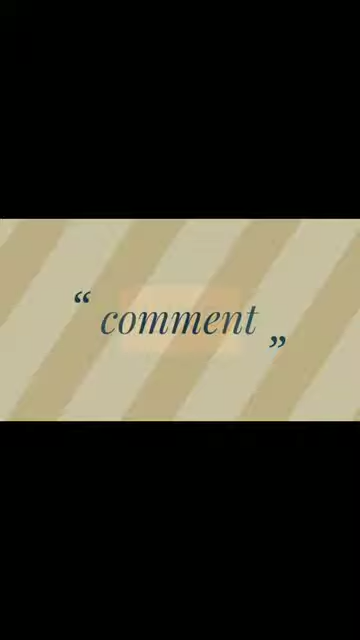 “ comment ”